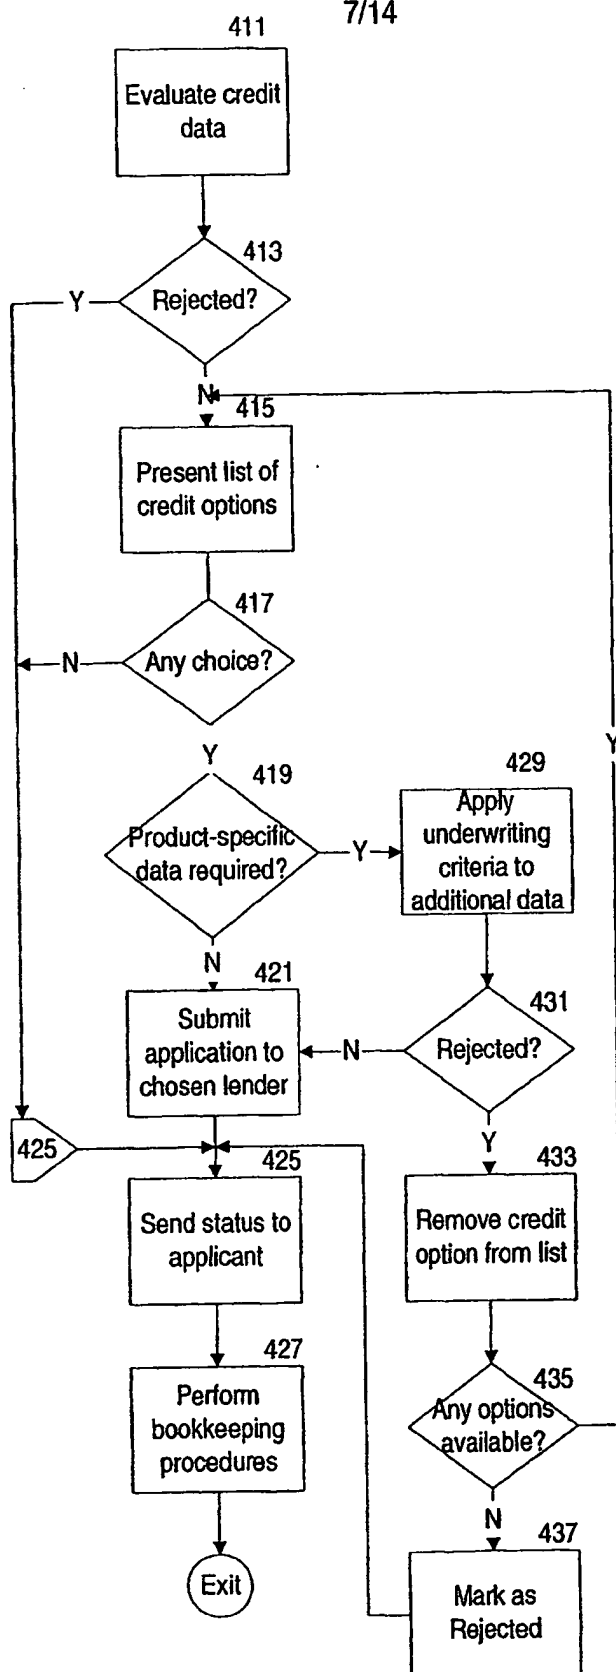 7/14
411
Evaluate credit
data
413
Rejected?
Y
N
415
Present list of
credit options
417
Any choice?
N
Y
Y
419
Product-specific
data required?
Y
429
Apply
underwriting
criteria to
additional data
N
421
Submit
application to
chosen lender
431
Rejected?
N
Y
425
425
Send status to
applicant
433
Remove credit
option from list
427
Perform
bookkeeping
procedures
435
Any options
available?
N
437
Mark as
Rejected
Exit